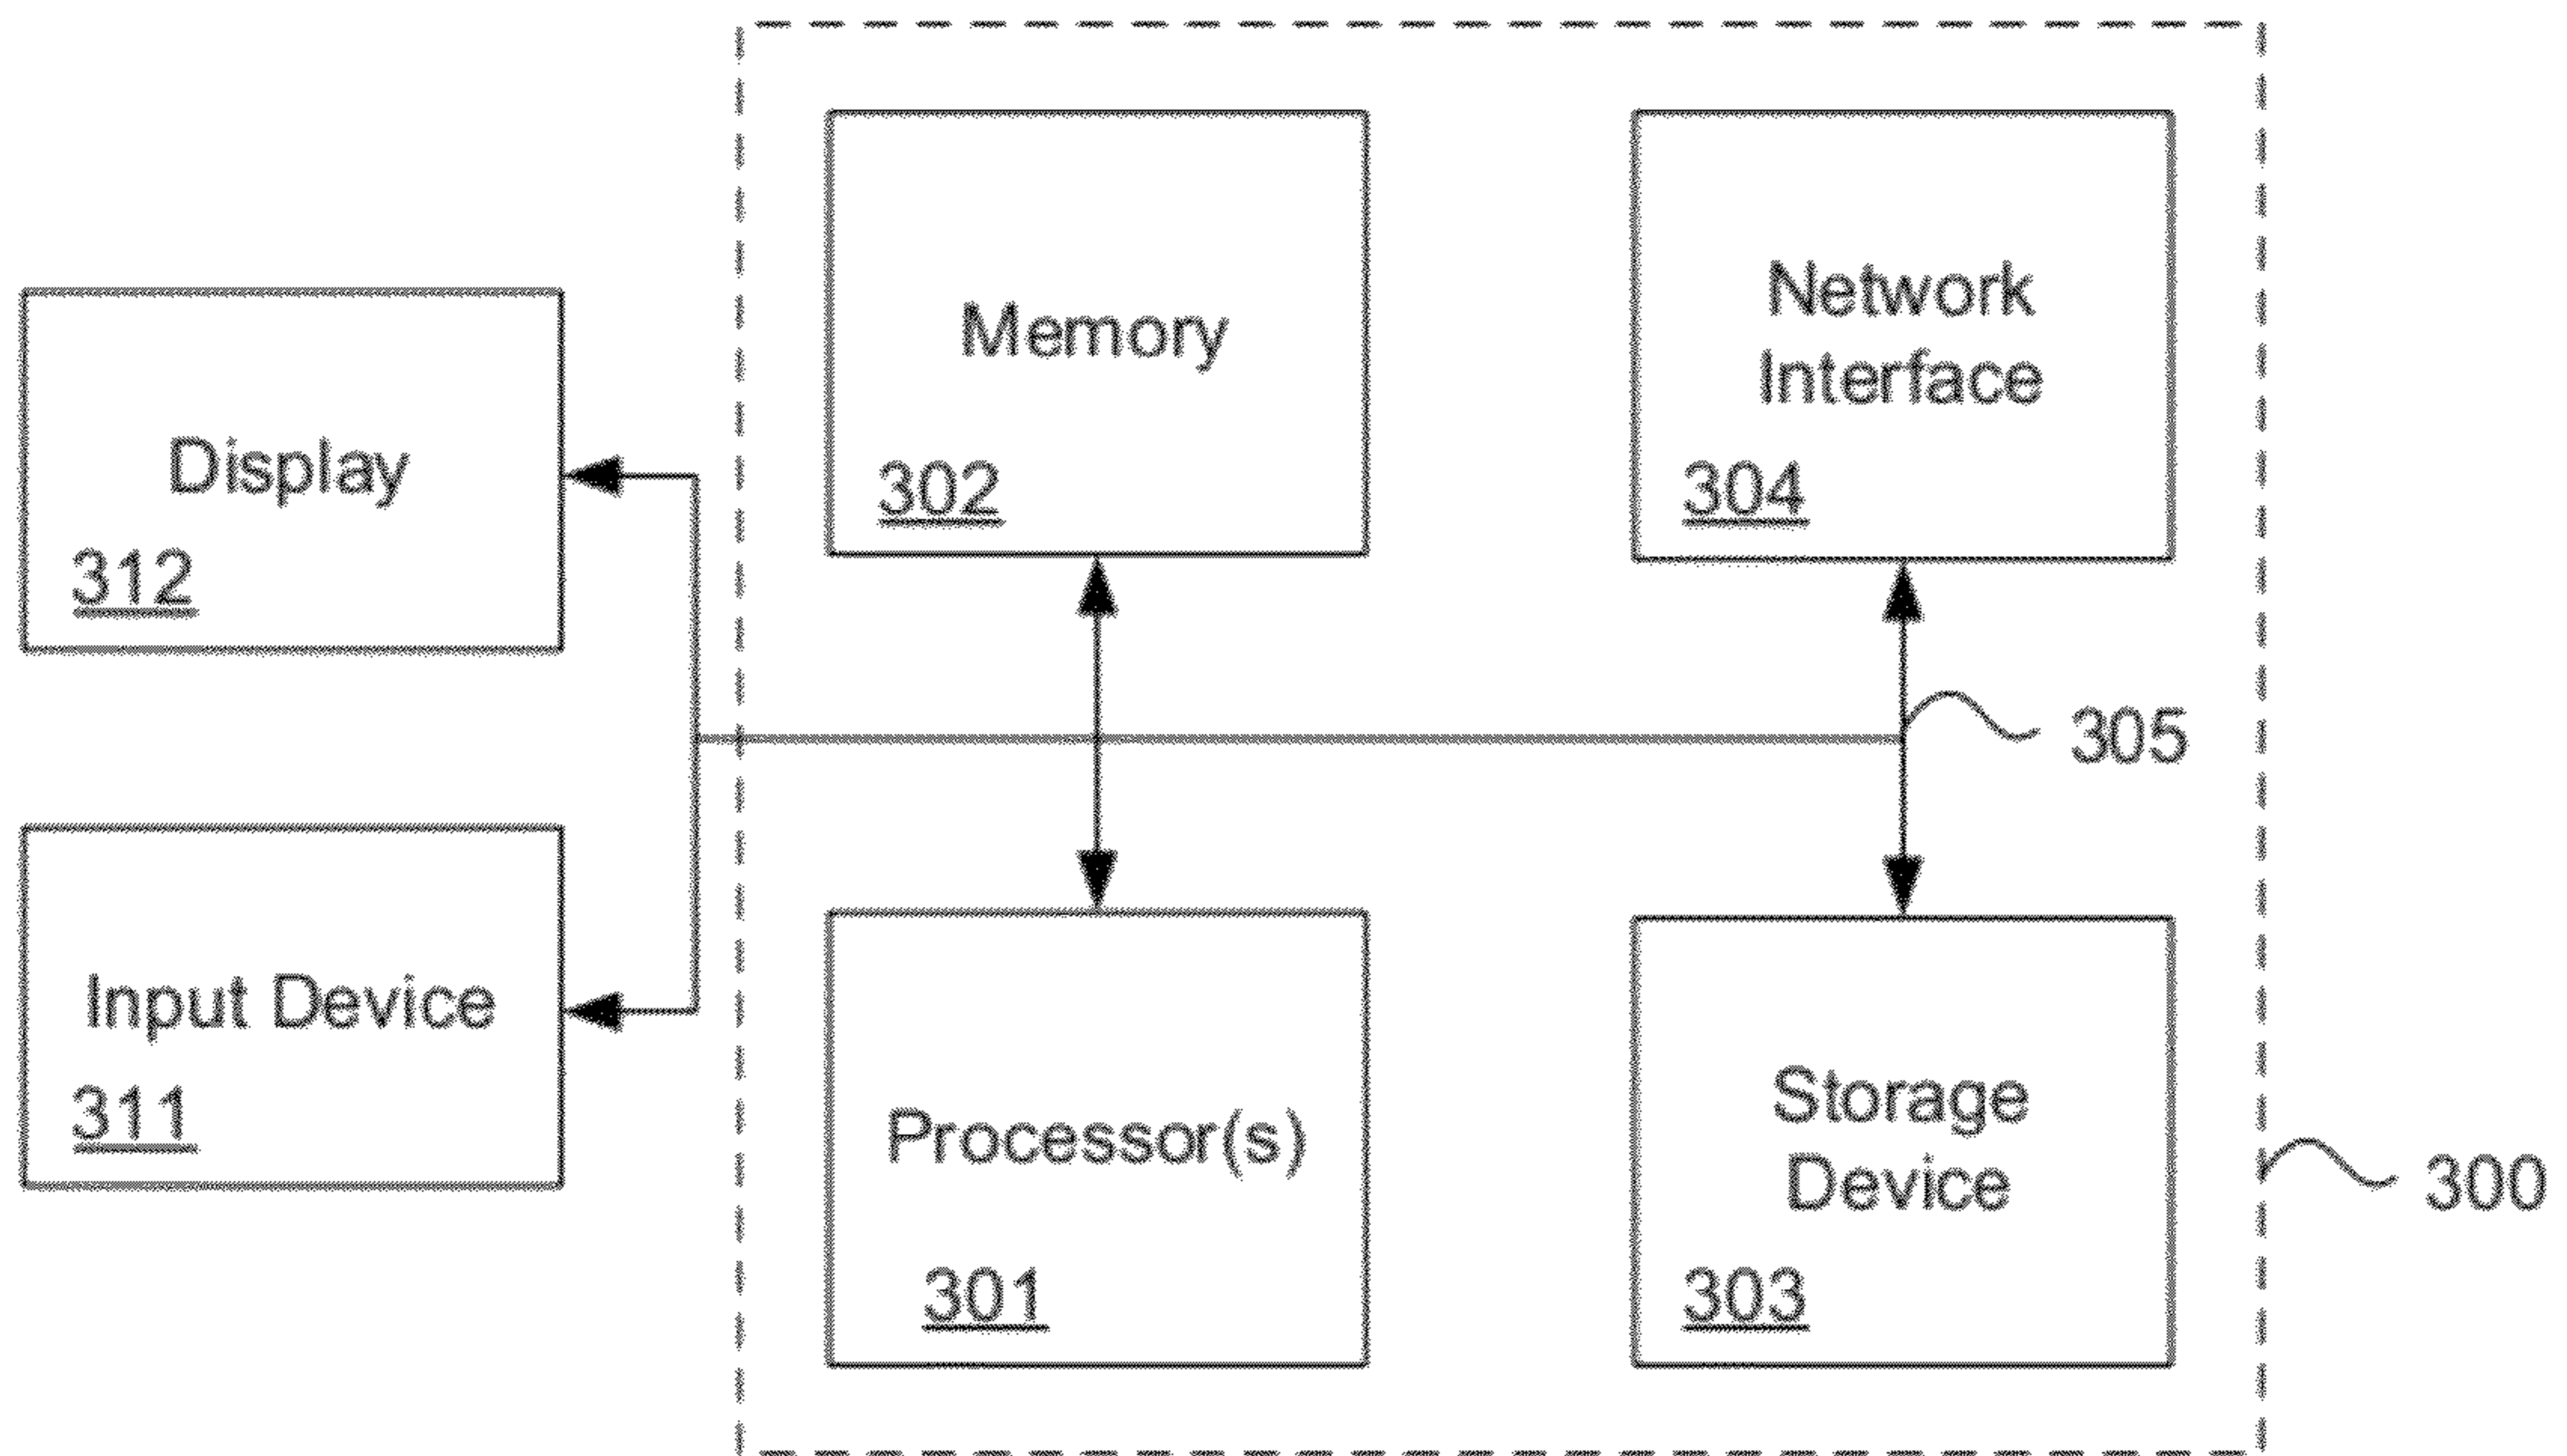 Memory
302
Network
Interface
304
Display
312
305
Input Device
311
Processor(s)
301
Storage
Device
303
300